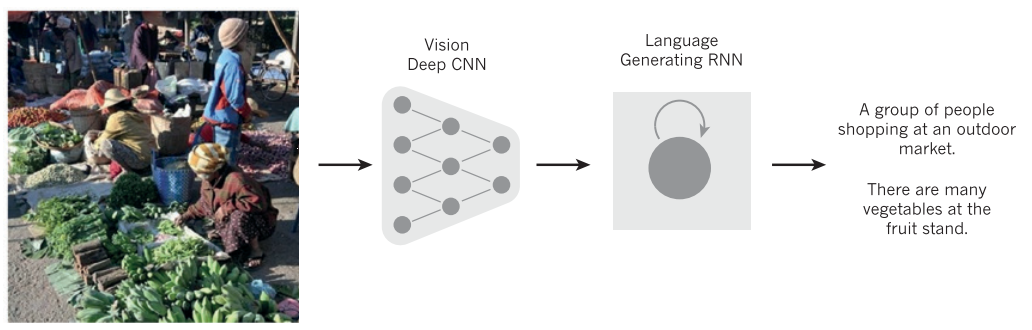 Vision
Deep CNN
Language
Generating RNN
A group of people
shopping at an outdoor
market.
There are many
vegetables at the
fruit stand.